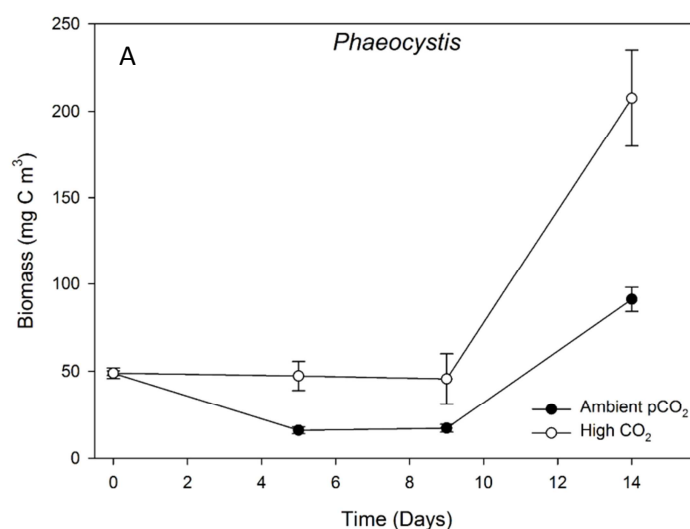 A
Phaeocystis
250
200
150
100
50
0
Biomass (mg C m³)
0
2
4
6
8
10
12
14
Time (Days)
Ambient pCO₂
High CO₂